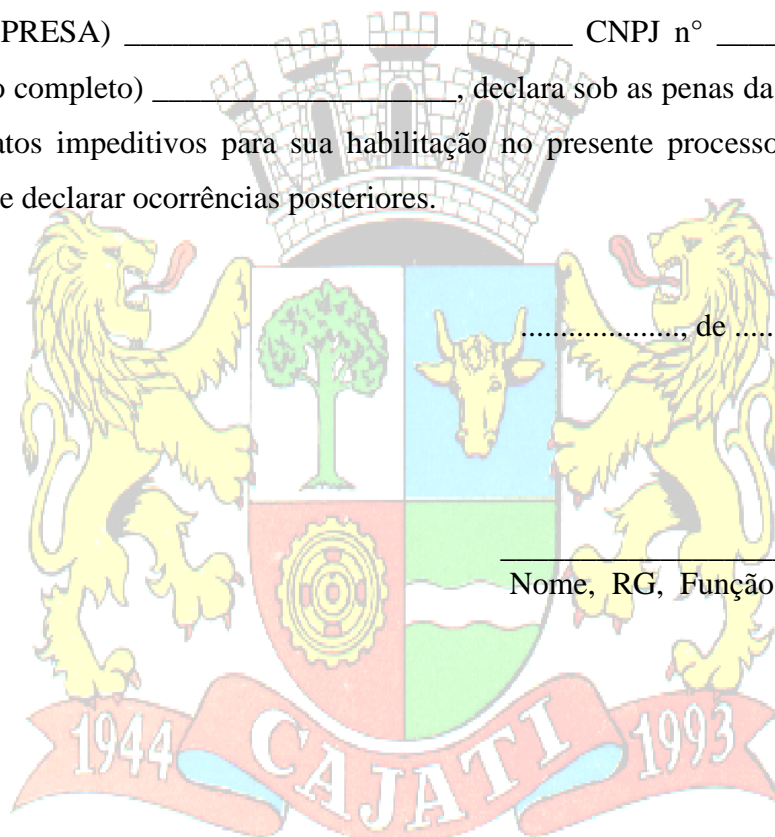 PRESA) ____________________________ CNPJ n° ____
o completo) ___________________, declara sob as penas da
atos impeditivos para sua habilitação no presente processo
e declarar ocorrências posteriores.
...................., de .....
__________________
Nome, RG, Função
1944 CAJATI 1993